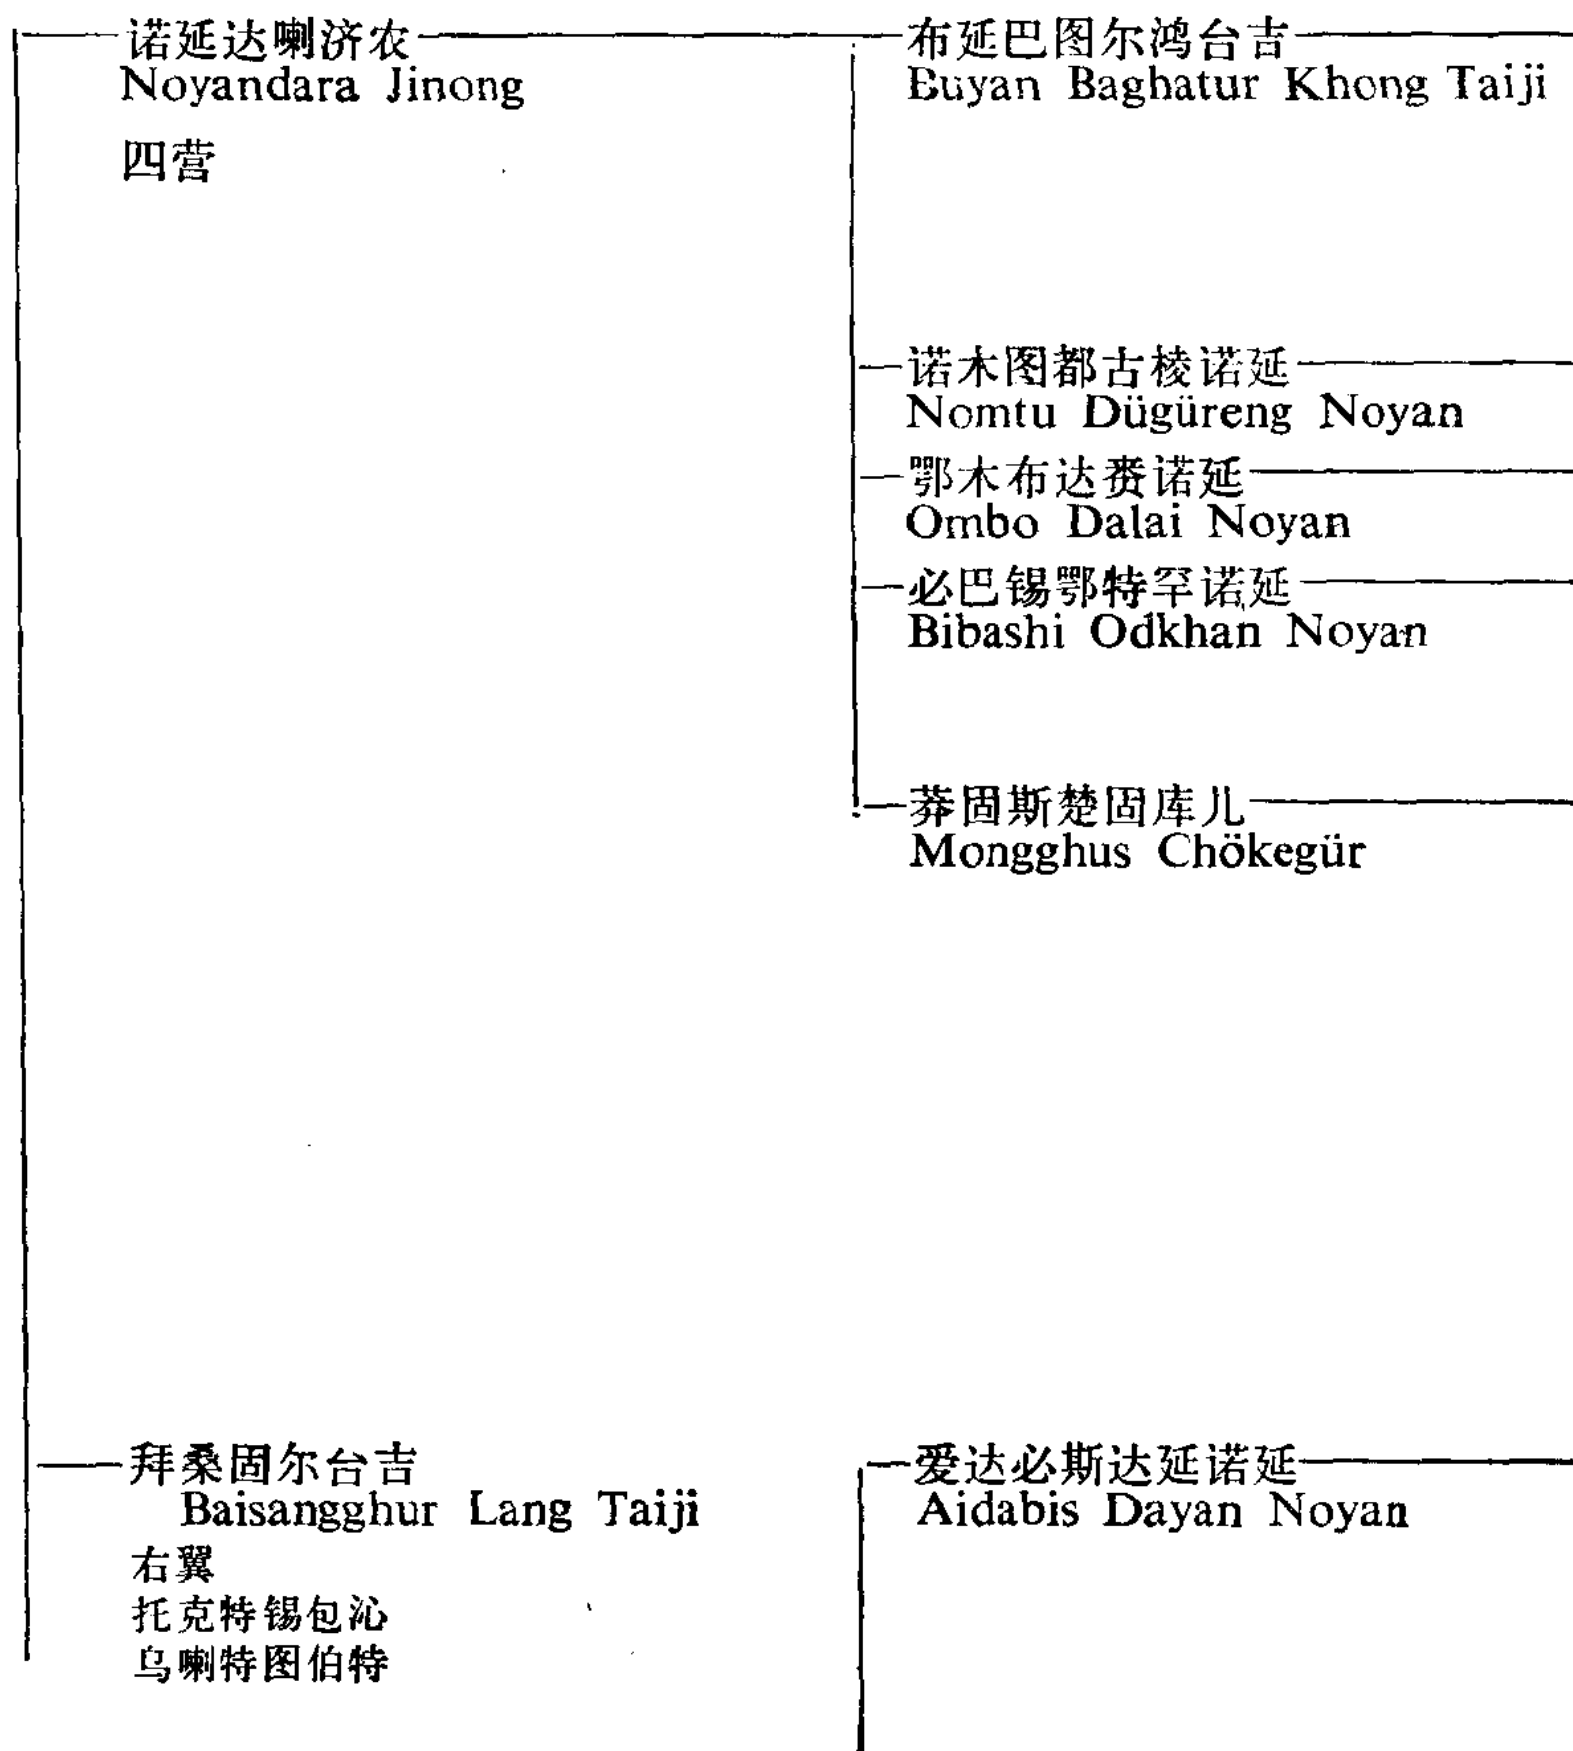 诺延达喇济农
Noyandara Jinong
四营
布延巴图尔鸿台吉
Buyan Baghatur Khong Taiji
诺木图都古棱诺延
Nomtu Dügüreng Noyan
鄂木布达赉诺延
Ombo Dalai Noyan
必巴锡鄂特罕诺延
Bibashi Odkhan Noyan
莽固斯楚固库儿
Mongghus Chökegür
拜桑固尔台吉
Baisangghur Lang Taiji
右翼
托克特锡包沁
乌喇特图伯特
爱达必斯达延诺延
Aidabis Dayan Noyan